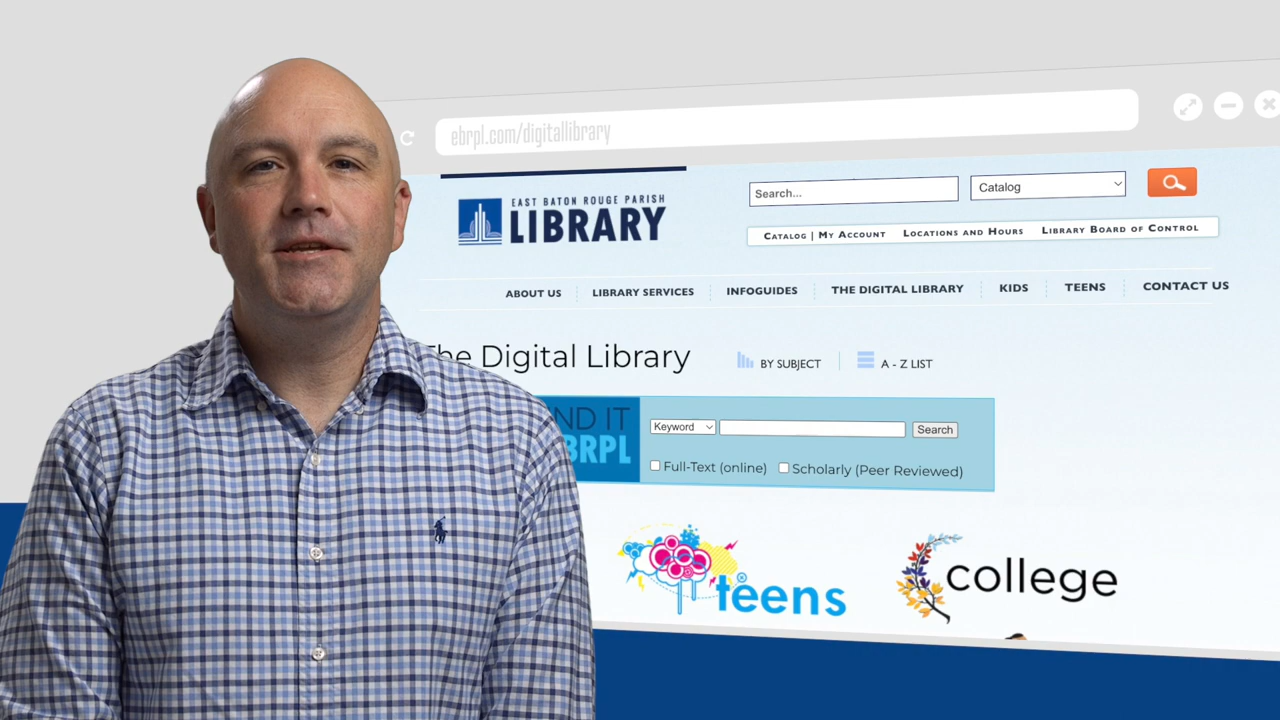 ebrpl.com/digitallibrary
EAST BATON ROUGE PARISH
LIBRARY
Search...
Catalog
CATALOG | MY ACCOUNT
LOCATIONS AND HOURS
LIBRARY BOARD OF CONTROL
ABOUT US
LIBRARY SERVICES
INFOGUIDES
THE DIGITAL LIBRARY
KIDS
TEENS
CONTACT US
The Digital Library
BY SUBJECT
A - Z LIST
ND IT
BRPL
Keyword
Search
Full-Text (online)
Scholarly (Peer Reviewed)
teens
college